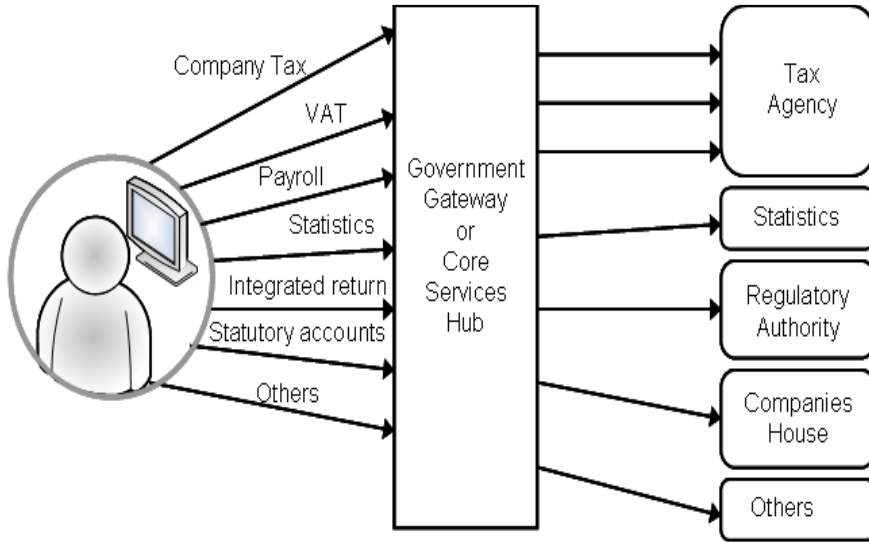 Company Tax
VAT
Payroll
Statistics
Integrated return
Statutory accounts
Others
Government
Gateway
or
Core
Services
Hub
Tax
Agency
Statistics
Regulatory
Authority
Companies
House
Others